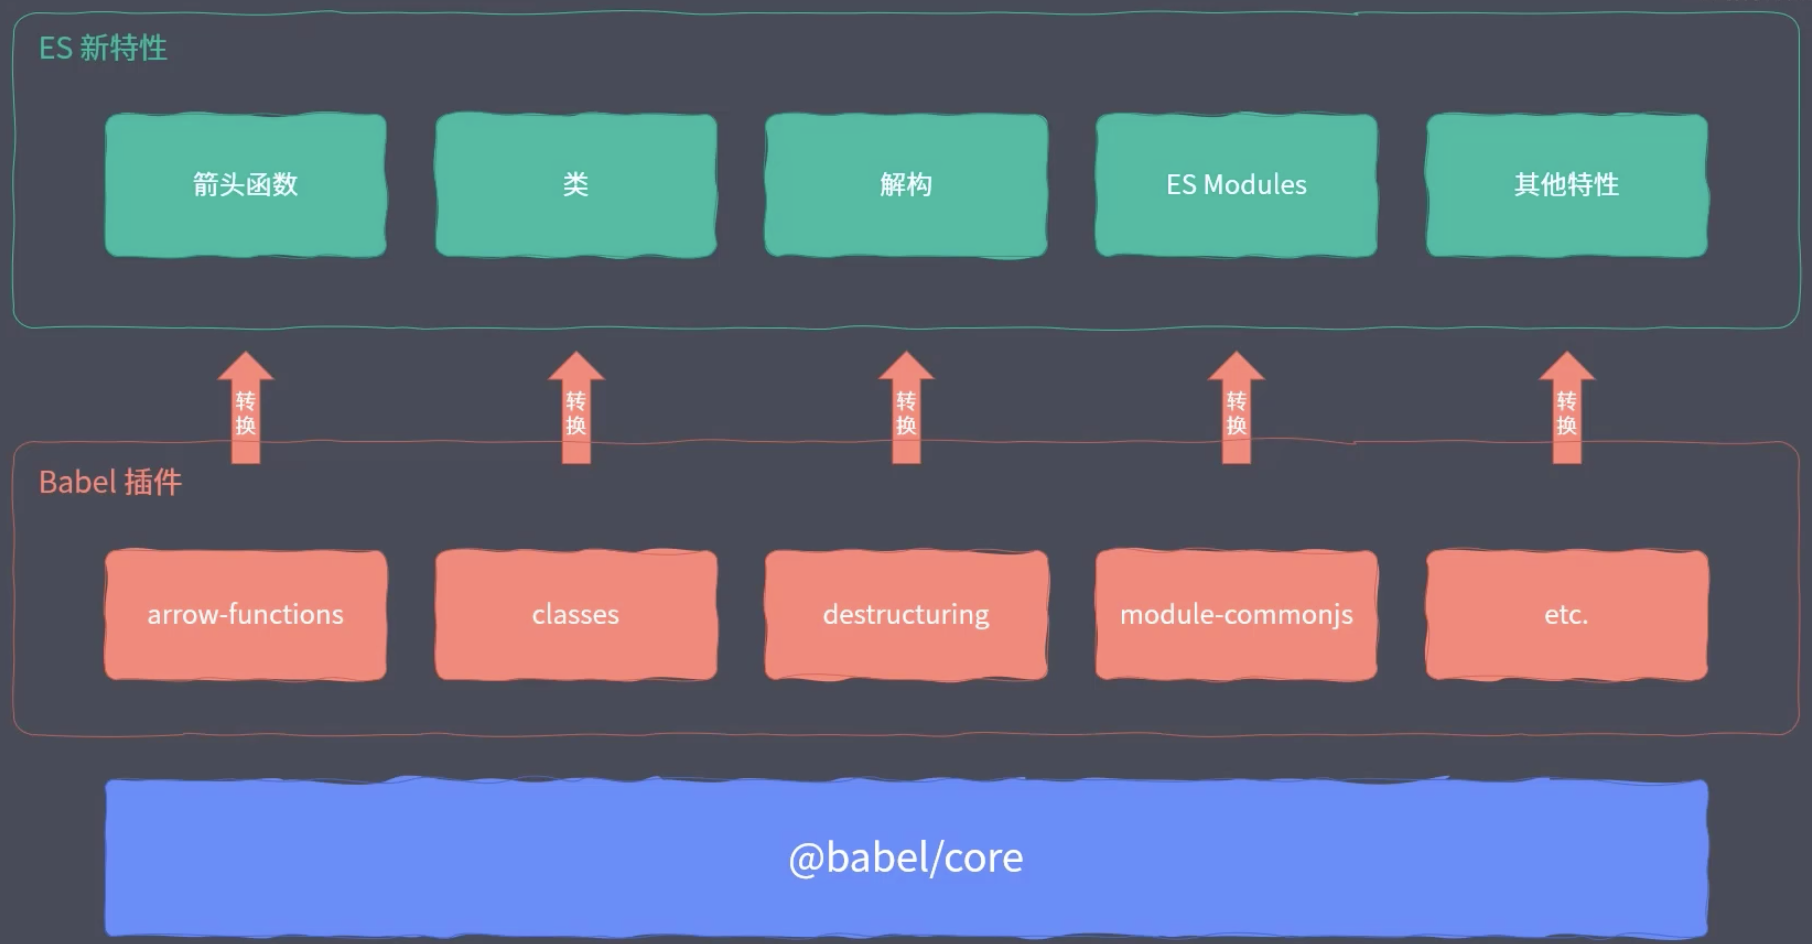 ES 新特性
箭头函数
类
解构
ES Modules
其他特性
转
换
转
换
转
换
转
换
转
换
Babel 插件
arrow-functions
classes
destructuring
module-commonjs
etc.
@babel/core